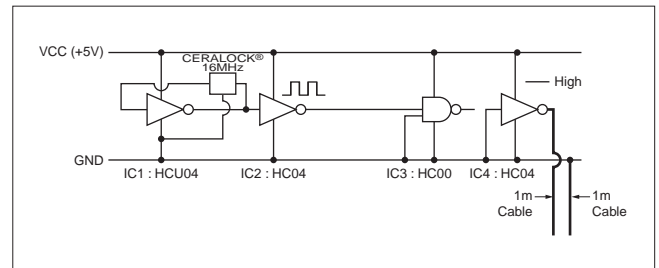 VCC (+5V)
CERALOCK®
16MHz
High
GND
IC1 : HCU04
IC2 : HC04
IC3 : HC00
IC4 : HC04
1m
Cable
1m
Cable